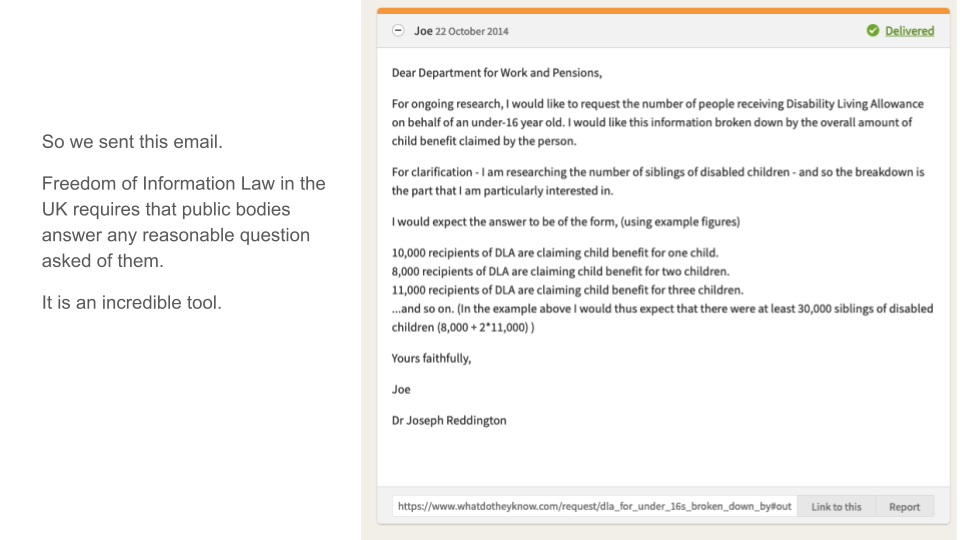 So we sent this email.
Freedom of Information Law in the
UK requires that public bodies
answer any reasonable question
asked of them.
It is an incredible tool.
Joe 22 October 2014
Delivered
Dear Department for Work and Pensions,
For ongoing research, I would like to request the number of people receiving Disability Living Allowance
on behalf of an under-16 year old. I would like this information broken down by the overall amount of
child benefit claimed by the person.
For clarification - I am researching the number of siblings of disabled children - and so the breakdown is
the part that I am particularly interested in.
I would expect the answer to be of the form, (using example figures)
10,000 recipients of DLA are claiming child benefit for one child.
8,000 recipients of DLA are claiming child benefit for two children.
11,000 recipients of DLA are claiming child benefit for three children.
...and so on. (In the example above I would thus expect that there were at least 30,000 siblings of disabled
children (8,000 + 2*11,000) )
Yours faithfully,
Joe
Dr Joseph Reddington
https://www.whatdotheyknow.com/request/dla_for_under_16s_broken_down_by#out
Link to this
Report